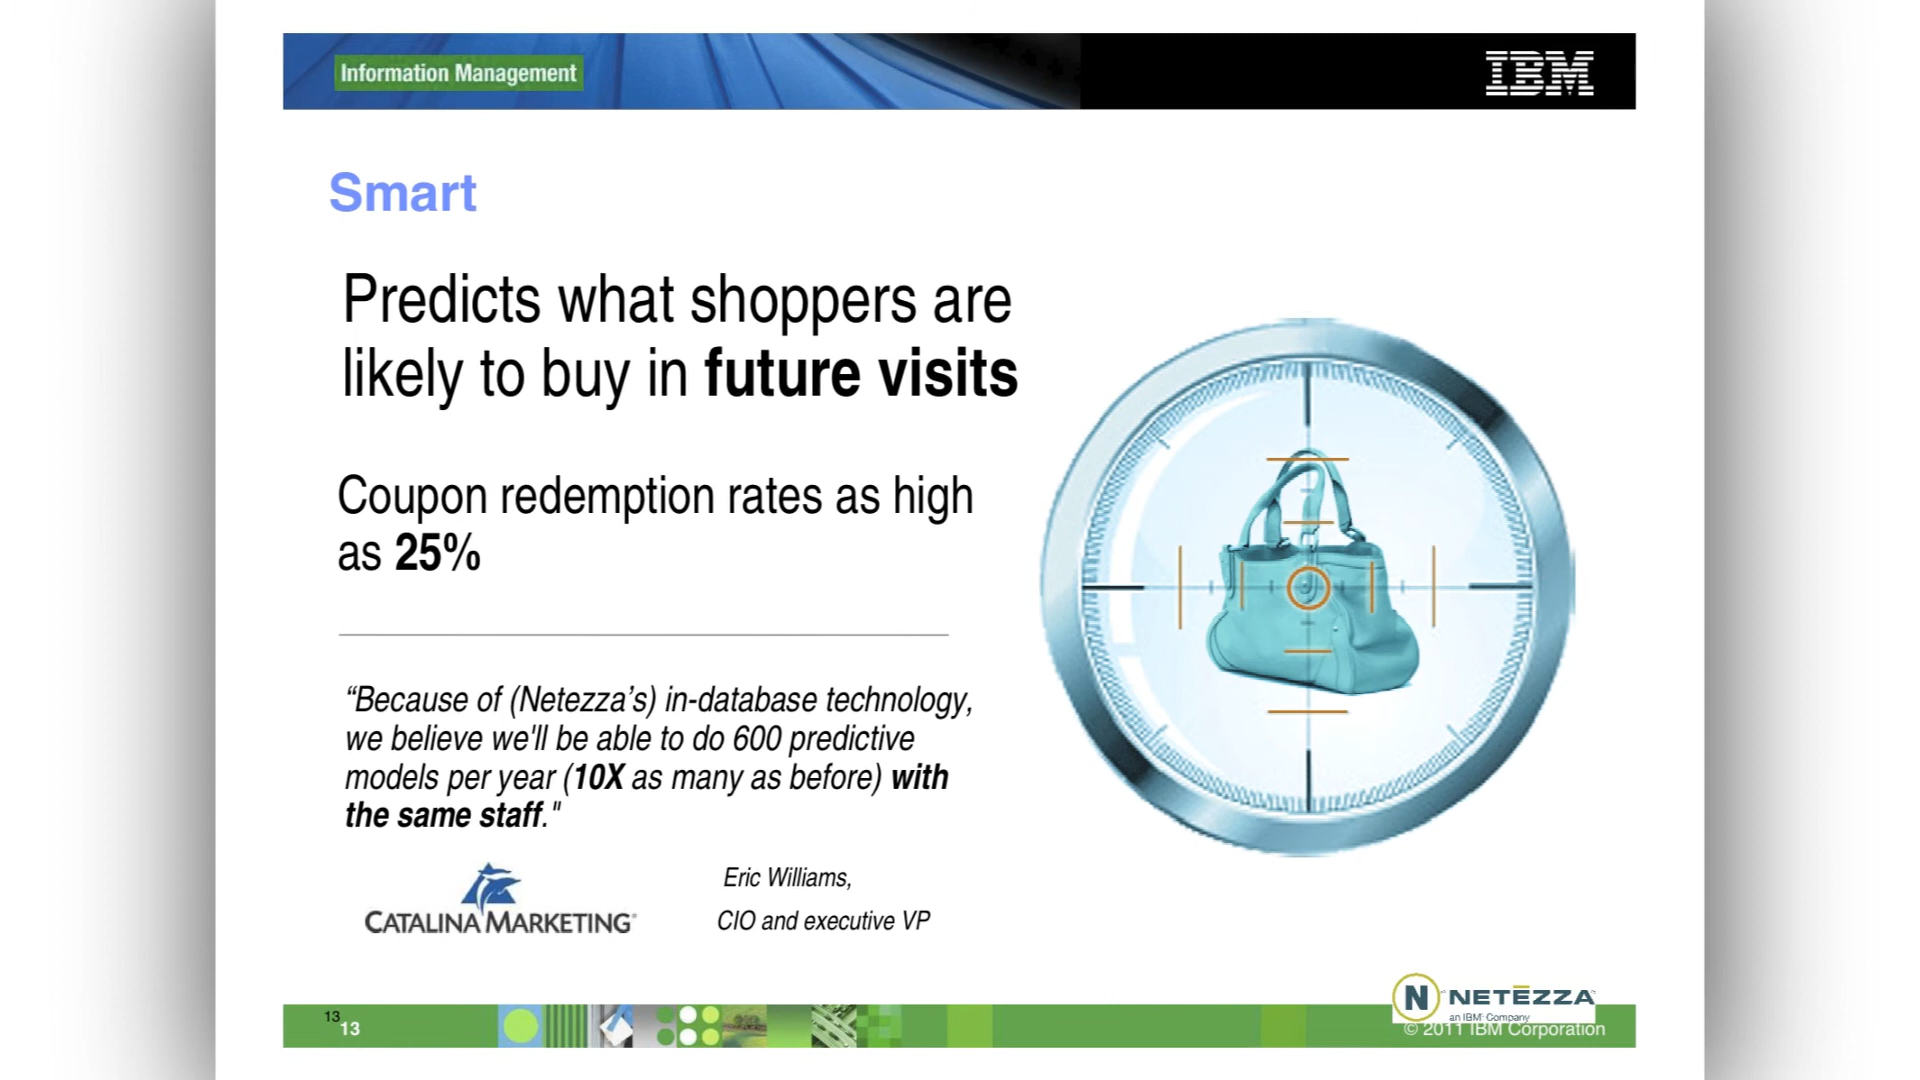 Information Management
IBM
Smart
Predicts what shoppers are
likely to buy in future visits
Coupon redemption rates as high
as 25%
“Because of (Netezza’s) in-database technology,
we believe we'll be able to do 600 predictive
models per year (10X as many as before) with
the same staff."
CATALINA MARKETING®
Eric Williams,
CIO and executive VP
N NETEZZA
an IBM® Company
13
13
© 2011 IBM Corporation